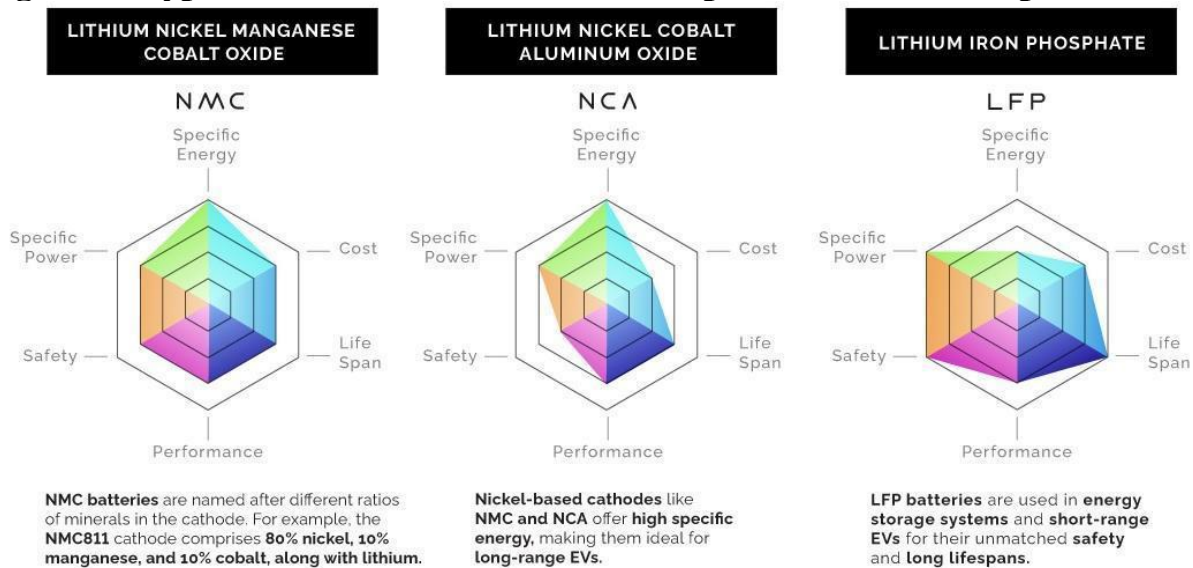 LITHIUM NICKEL MANGANESE
COBALT OXIDE
NMC
Specific
Energy
Specific
Power
Cost
Safety
Life
Span
Performance
NMC batteries are named after different ratios
of minerals in the cathode. For example, the
NMC811 cathode comprises 80% nickel, 10%
manganese, and 10% cobalt, along with lithium.
LITHIUM NICKEL COBALT
ALUMINUM OXIDE
NCA
Specific
Energy
Specific
Power
Cost
Safety
Life
Span
Performance
Nickel-based cathodes like
NMC and NCA offer high specific
energy, making them ideal for
long-range EVs.
LITHIUM IRON PHOSPHATE
LFP
Specific
Energy
Specific
Power
Cost
Safety
Life
Span
Performance
LFP batteries are used in energy
storage systems and short-range
EVs for their unmatched safety
and long lifespans.